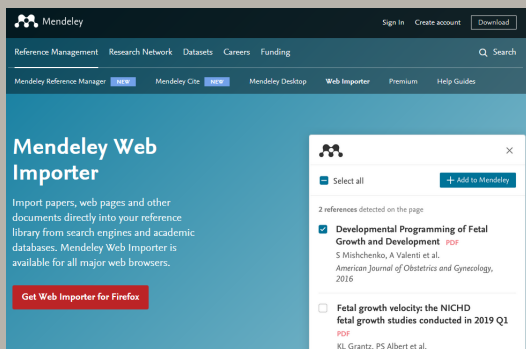 Mendeley
Sign In Create account Download
Reference Management Research Network Datasets Careers Funding Search
Mendeley Reference Manager NEW Mendeley Cite NEW Mendeley Desktop Web Importer Premium Help Guides
Mendeley Web
Importer
Import papers, web pages and other
documents directly into your reference
library from search engines and academic
databases. Mendeley Web Importer is
available for all major web browsers.
Get Web Importer for Firefox
Select all + Add to Mendeley
2 references detected on the page
Developmental Programming of Fetal
Growth and Development PDF
S Mishchenko, A Valenti et al.
American Journal of Obstetrics and Gynecology,
2016
Fetal growth velocity: the NICHD
fetal growth studies conducted in 2019 Q1
PDF
KL Grantz, PS Albert et al.